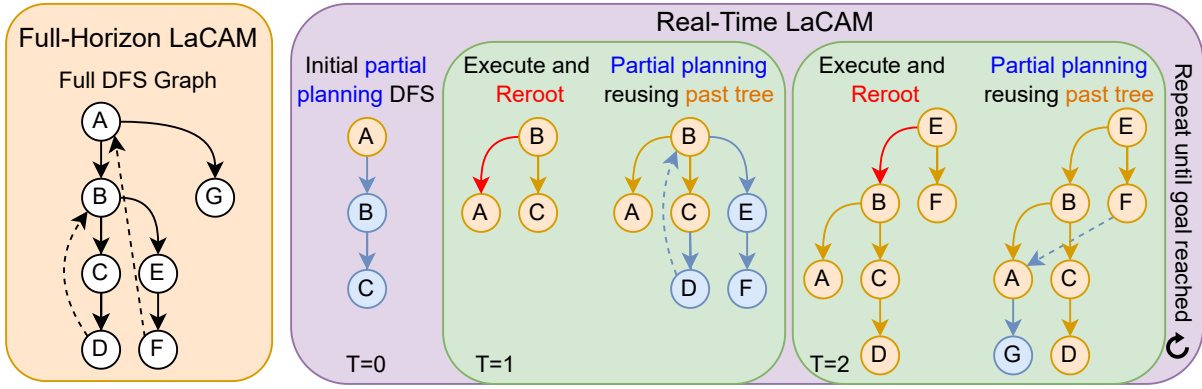 Full-Horizon LaCAM
Full DFS Graph
A
B
G
C
E
D
F
Real-Time LaCAM
Initial partial
planning DFS
A
B
C
T=0
Execute and
Reroot
B
A
C
T=1
Partial planning
reusing past tree
B
A
C
E
D
F
Execute and
Reroot
E
B
F
A
C
D
T=2
Partial planning
reusing past tree
E
B
F
A
C
G
D
Repeat until goal reached